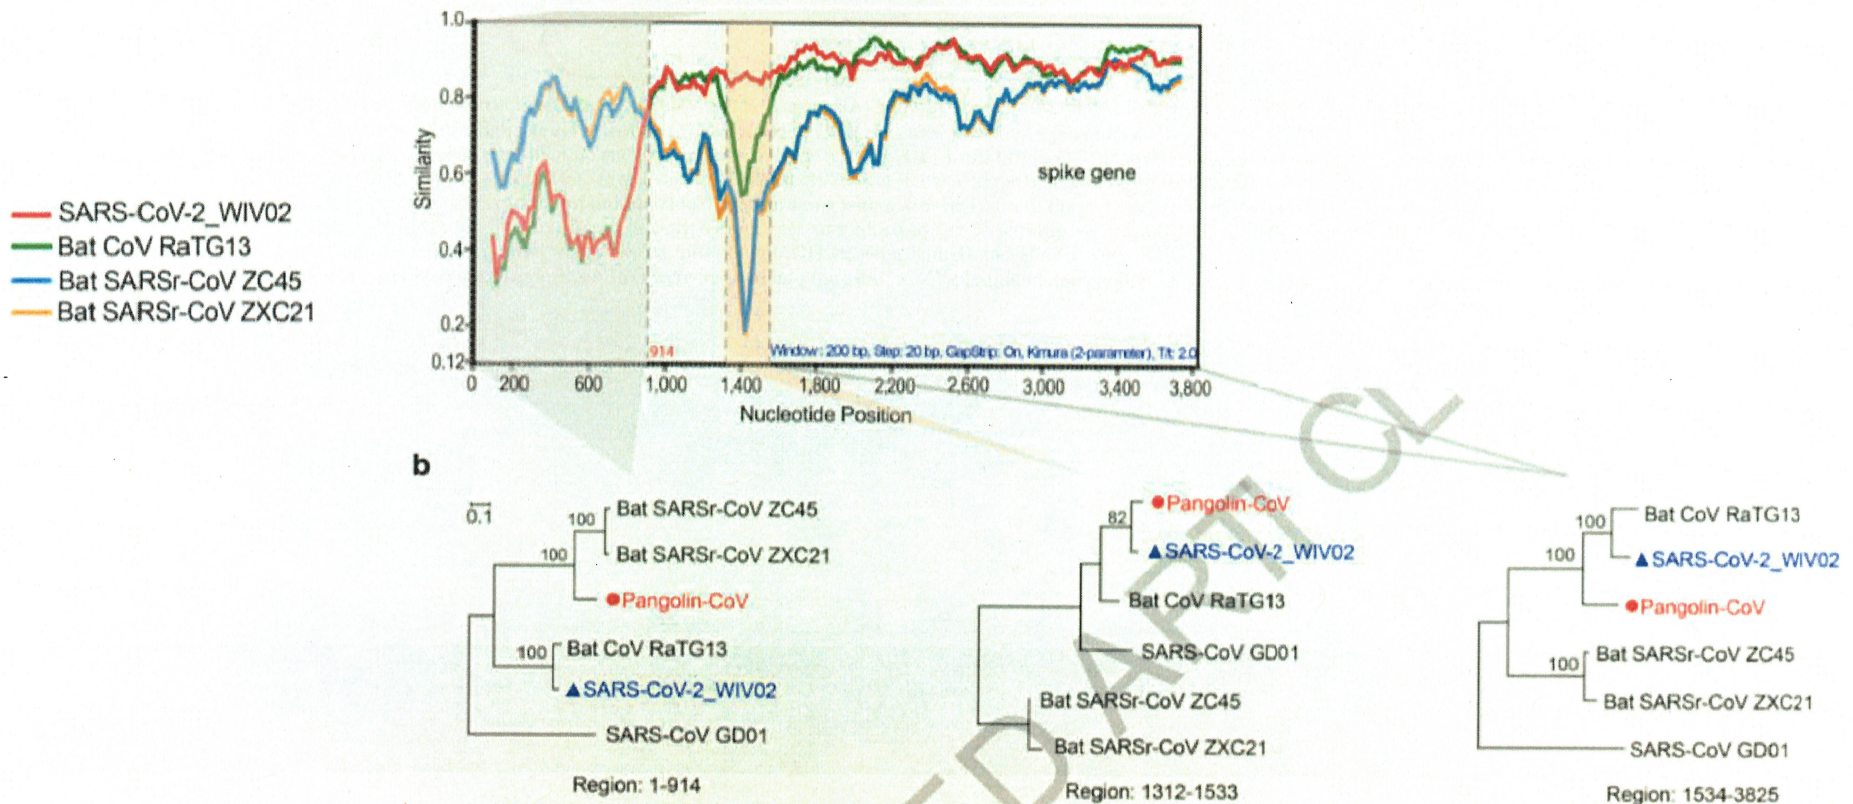 1.0
0.8
0.6
0.4
0.2
0.12
Similarity
spike gene
914
Window: 200 bp, Step: 20 bp, GapStrip: On, Kimura (2-parameter), T/t: 2.0
0 200 600 1,000 1,400 1,800 2,200 2,600 3,000 3,400 3,800
Nucleotide Position
SARS-CoV-2_WIV02
Bat CoV RaTG13
Bat SARSr-CoV ZC45
Bat SARSr-CoV ZXC21
b
0.1
100
100
Bat SARSr-CoV ZC45
Bat SARSr-CoV ZXC21
Pangolin-CoV
100
Bat CoV RaTG13
SARS-CoV-2_WIV02
SARS-CoV GD01
Region: 1-914
82
Pangolin-CoV
SARS-CoV-2_WIV02
Bat CoV RaTG13
SARS-CoV GD01
Bat SARSr-CoV ZC45
Bat SARSr-CoV ZXC21
Region: 1312-1533
100
100
Bat CoV RaTG13
SARS-CoV-2_WIV02
Pangolin-CoV
100
Bat SARSr-CoV ZC45
Bat SARSr-CoV ZXC21
SARS-CoV GD01
Region: 1534-3825
ED ARTICL